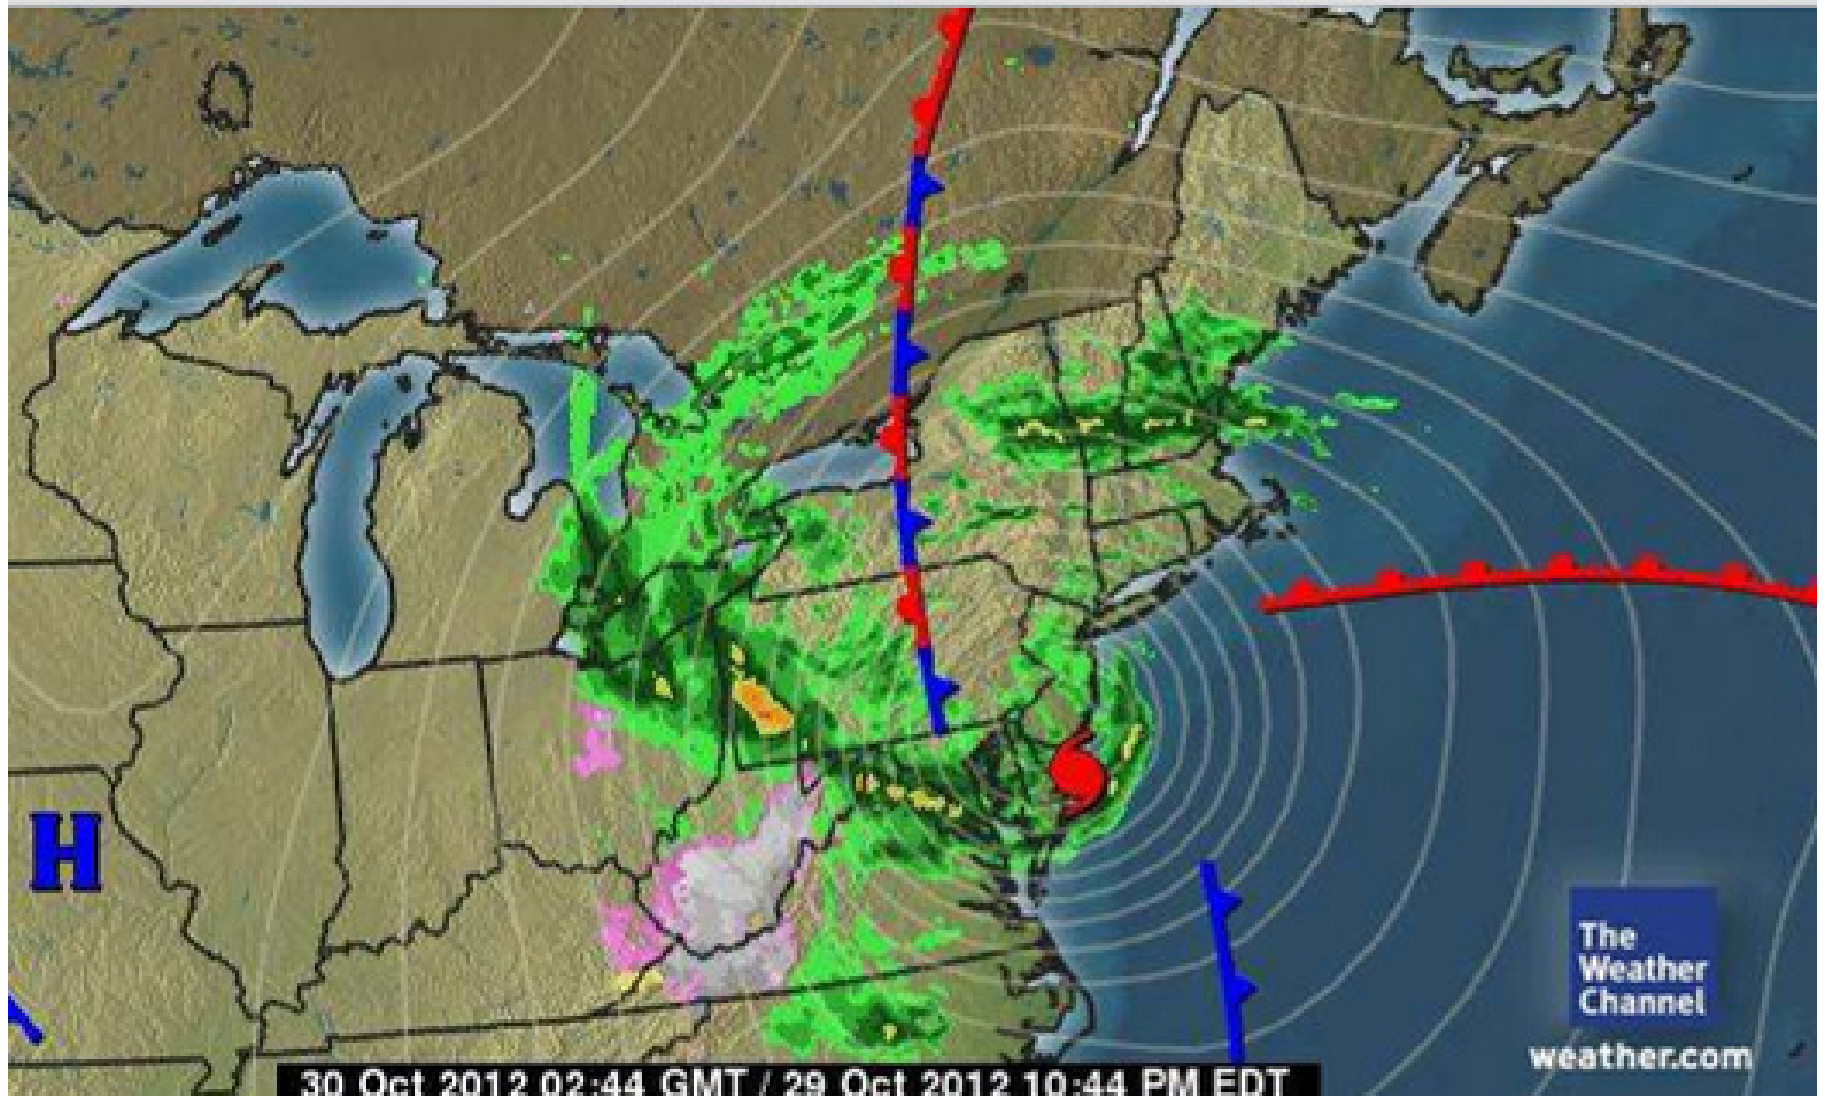 H
The
Weather
Channel
weather.com
30 Oct 2012 02:44 GMT / 29 Oct 2012 10:44 PM EDT